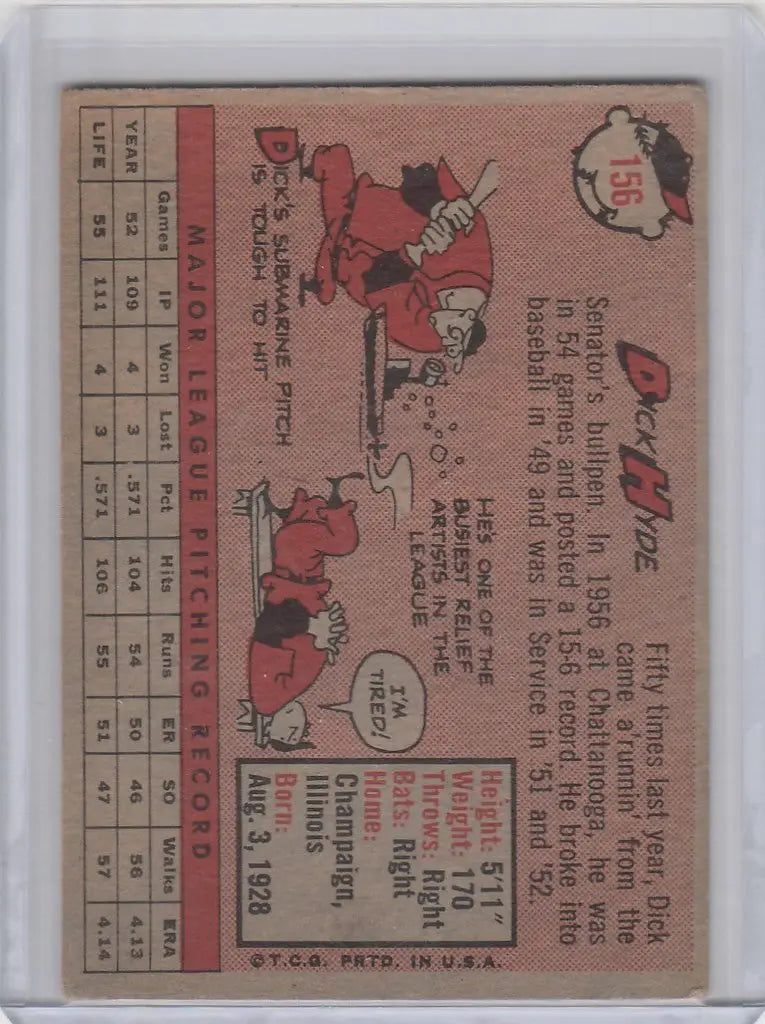 156
DICK HYDE
Fifty times last year, Dick
came a'runnin' from the
Senator's bullpen. In 1956 at Chattanooga, he was
in 54 games and posted a 15-6 record. He broke into
baseball in '49 and was in Service in '51 and '52.
DICK'S SUBMARINE PITCH
IS TOUGH TO HIT
HE'S ONE OF THE
BUSIEST RELIEF
ARTISTS IN THE
LEAGUE
I'M
TIRED!
Height: 5'11"
Weight: 170
Throws: Right
Bats: Right
Home:
Champaign,
Illinois
Born:
Aug. 3, 1928
© T.C.G. PRTD. IN U.S.A.
MAJOR LEAGUE PITCHING RECORD
Games IP Won Lost Pct Hits Runs ER SO Walks ERA
YEAR 52 109 4 3 .571 104 54 50 46 56 4.13
LIFE 55 111 4 3 .571 106 55 51 47 57 4.14